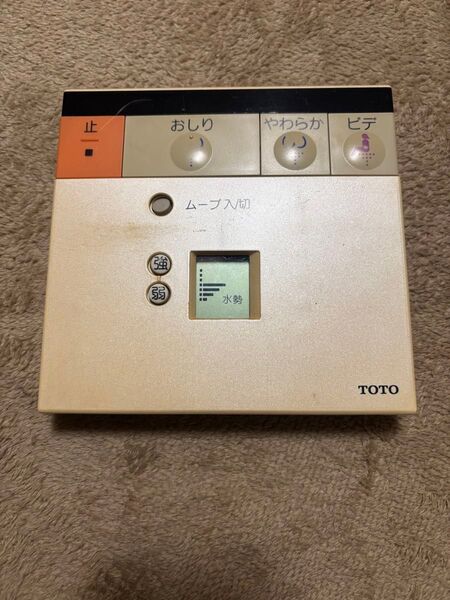 止 おしり やわらか ビデ
ムーブ 入/切
強
弱
水勢
TOTO